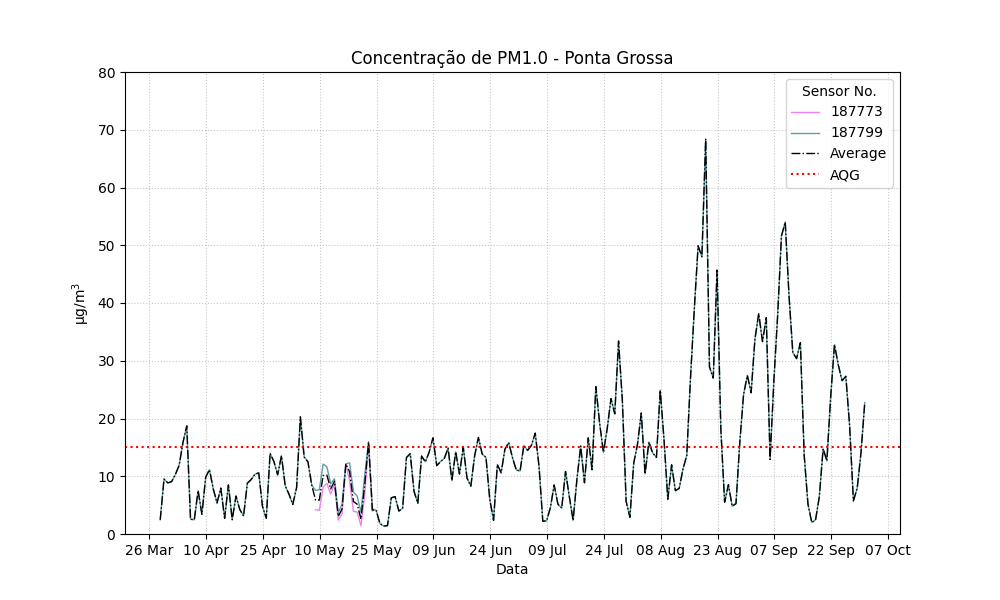 Concentração de PM1.0 - Ponta Grossa
80
70
60
50
40
30
20
10
0
µg/m³
Sensor No.
187773
187799
Average
AQG
26 Mar 10 Apr 25 Apr 10 May 25 May 09 Jun 24 Jun 09 Jul 24 Jul 08 Aug 23 Aug 07 Sep 22 Sep 07 Oct
Data